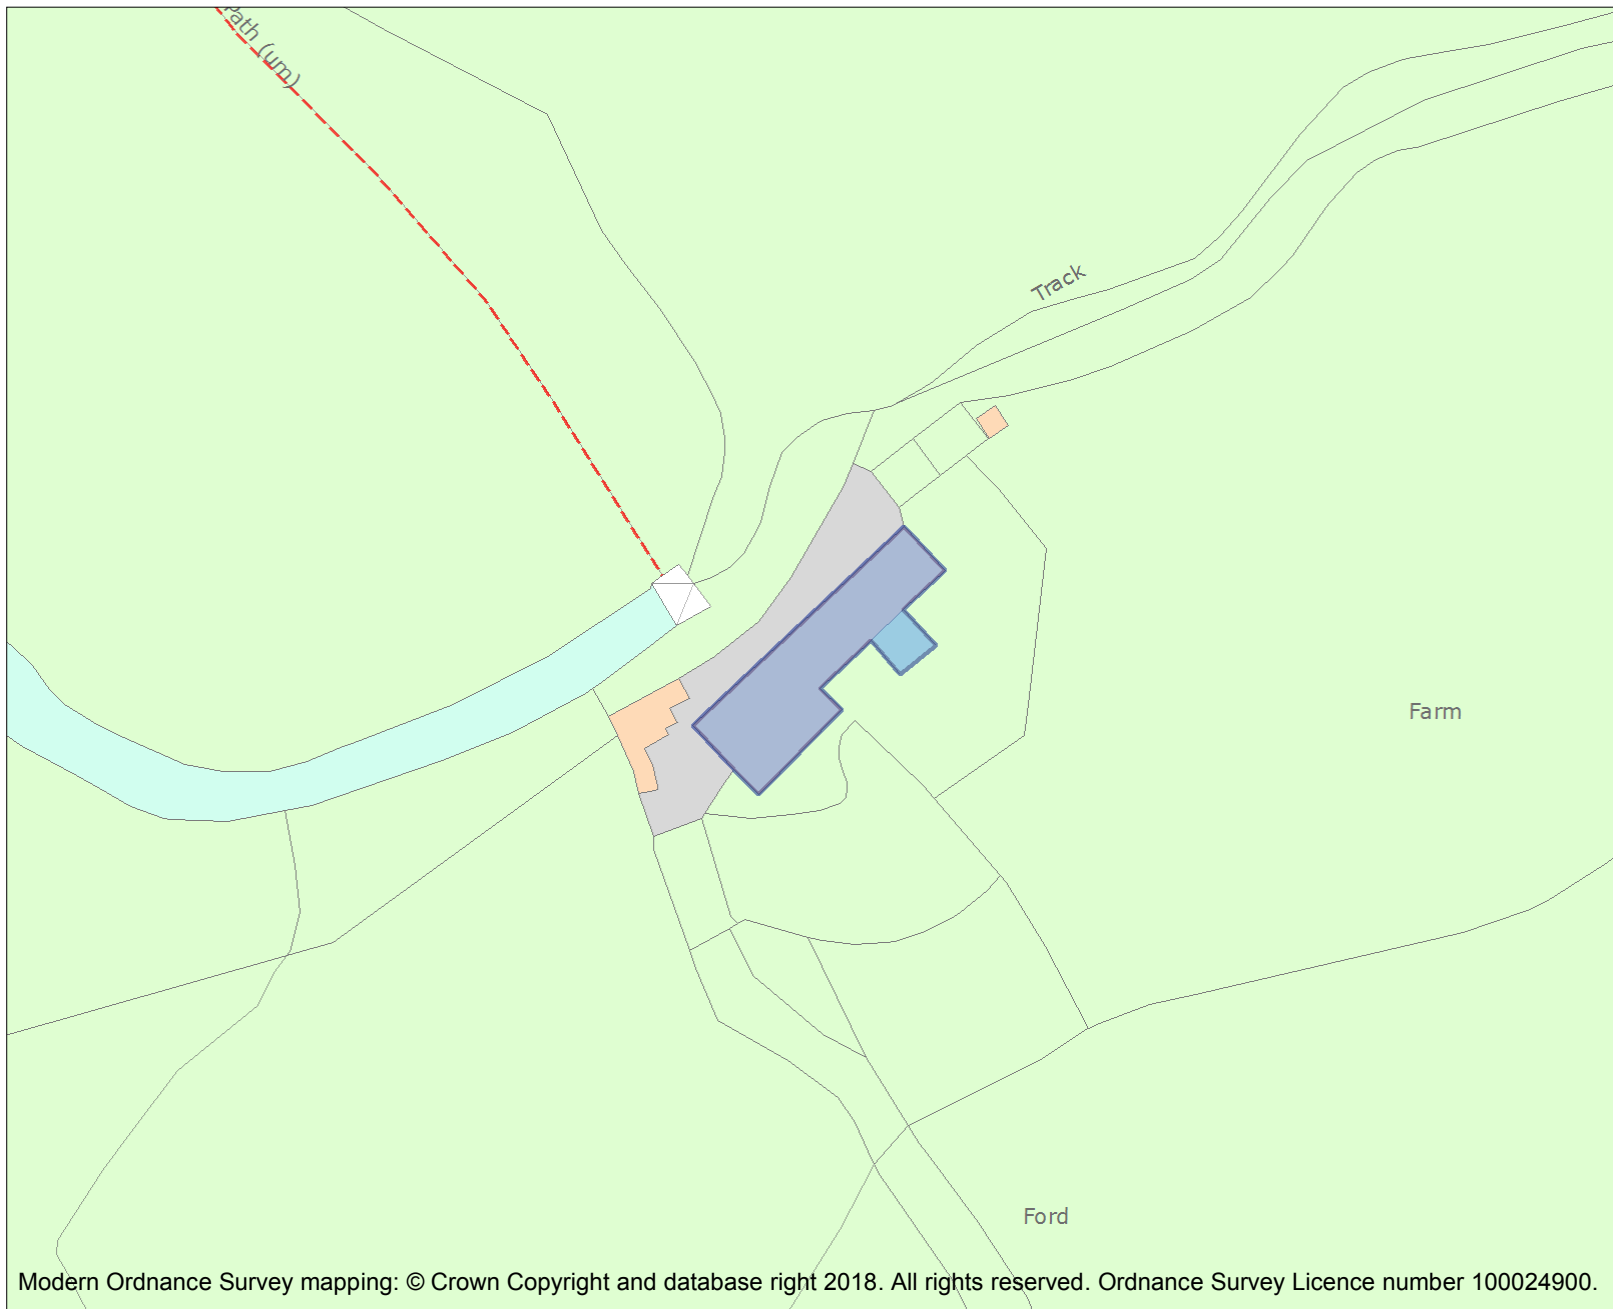 Path (um)
Track
Farm
Ford
Modern Ordnance Survey mapping: © Crown Copyright and database right 2018. All rights reserved. Ordnance Survey Licence number 100024900.